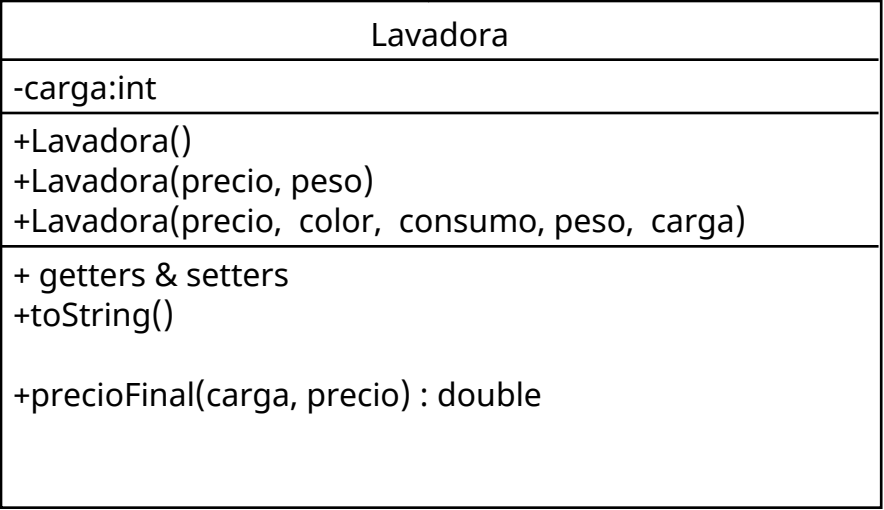 Lavadora
-carga:int
+Lavadora()
+Lavadora(precio, peso)
+Lavadora(precio, color, consumo, peso, carga)
+ getters & setters
+toString()
+precioFinal(carga, precio) : double